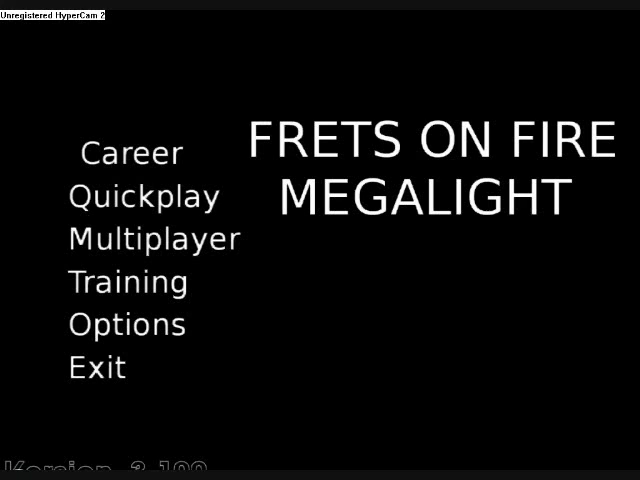 Unregistered HyperCam 2
FRETS ON FIRE
MEGALIGHT
Career
Quickplay
Multiplayer
Training
Options
Exit